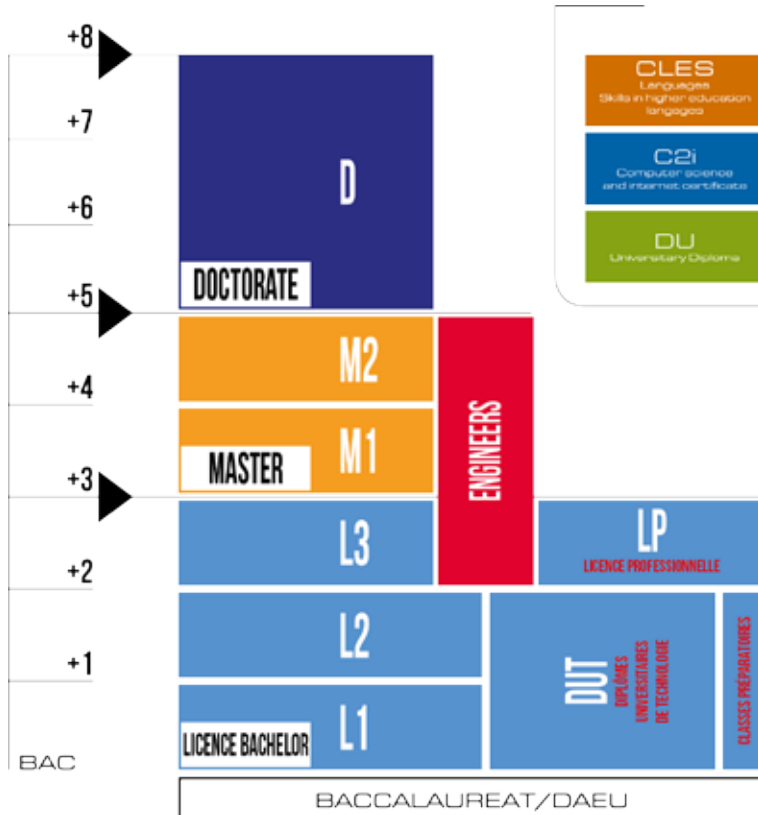 +8
+7
+6
+5
+4
+3
+2
+1
BAC
D
DOCTORATE
M2
M1
MASTER
ENGINEERS
L3
LP
LICENCE PROFESSIONNELLE
L2
L1
LICENCE BACHELOR
DUT
DIPLÔMES
UNIVERSITAIRES
DE TECHNOLOGIE
CLASSES PRÉPARATOIRES
BACCALAUREAT/DAEU
CLES
Languages
Skills in higher education
langages
C2i
Computer science
and internet certificate
DU
Universitary Diploma